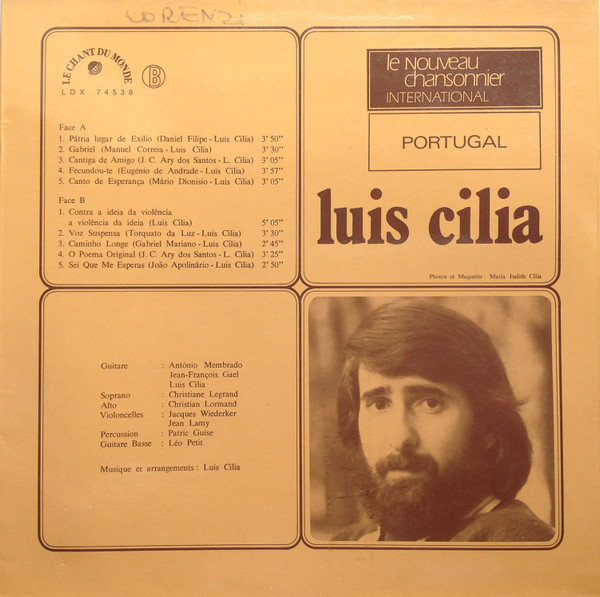 LORENZI
LE CHANT DU MONDE
B
LDX 74538
Face A
1. Pátria lugar de Exílio (Daniel Filipe - Luis Cilia) 3' 50"
2. Gabriel (Manuel Correia - Luis Cilia) 3' 30"
3. Cantiga de Amigo (J. C. Ary dos Santos - L. Cilia) 3' 05"
4. Fecundou-te (Eugénio de Andrade - Luis Cilia) 3' 57"
5. Canto de Esperança (Mário Dionisio - Luis Cilia) 3' 05"
Face B
1. Contra a ideia da violência
a violência da ideia (Luis Cilia) 5' 05"
2. Voz Suspensa (Torquato da Luz - Luis Cilia) 3' 30"
3. Caminho Longe (Gabriel Mariano - Luis Cilia) 2' 45"
4. O Poema Original (J. C. Ary dos Santos - L. Cilia) 3' 25"
5. Sei Que Me Esperas (João Apolinário - Luis Cilia) 2' 50"
le Nouveau
chansonnier
INTERNATIONAL
PORTUGAL
luis cilia
Photos et Maquette : Maria Judith Cilia
Guitare : António Membrado
Jean-François Gael
Luis Cilia
Soprano : Christiane Legrand
Alto : Christian Lormand
Violoncelles : Jacques Wiederker
Jean Lamy
Percussion : Patric Guise
Guitare Basse : Léo Petit
Musique et arrangements : Luis Cilia